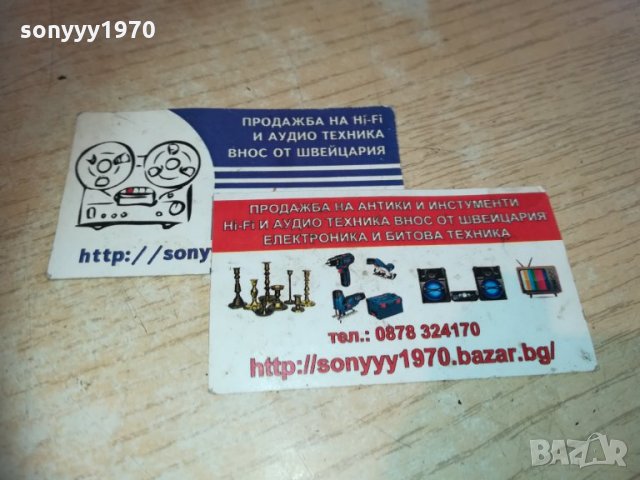 sonyyy1970
ПРОДАЖБА НА Hi-Fi
И АУДИО ТЕХНИКА
ВНОС ОТ ШВЕЙЦАРИЯ
http://sony
ПРОДАЖБА НА АНТИКИ И ИНСТУМЕНТИ
Hi-Fi И АУДИО ТЕХНИКА ВНОС ОТ ШВЕЙЦАРИЯ
ЕЛЕКТРОНИКА И БИТОВА ТЕХНИКА
тел.: 0878 324170
http://sonyyy1970.bazar.bg/
BAZAR
bg